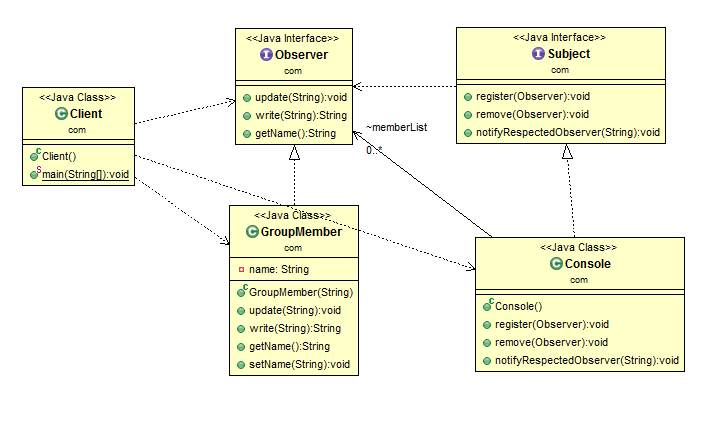 <<Java Interface>>
Observer
com
update(String):void
write(String):String
getName():String
<<Java Interface>>
Subject
com
register(Observer):void
remove(Observer):void
notifyRespectedObserver(String):void
<<Java Class>>
Client
com
Client()
main(String[]):void
~memberList
0..*
<<Java Class>>
GroupMember
com
name: String
GroupMember(String)
update(String):void
write(String):String
getName():String
setName(String):void
<<Java Class>>
Console
com
Console()
register(Observer):void
remove(Observer):void
notifyRespectedObserver(String):void